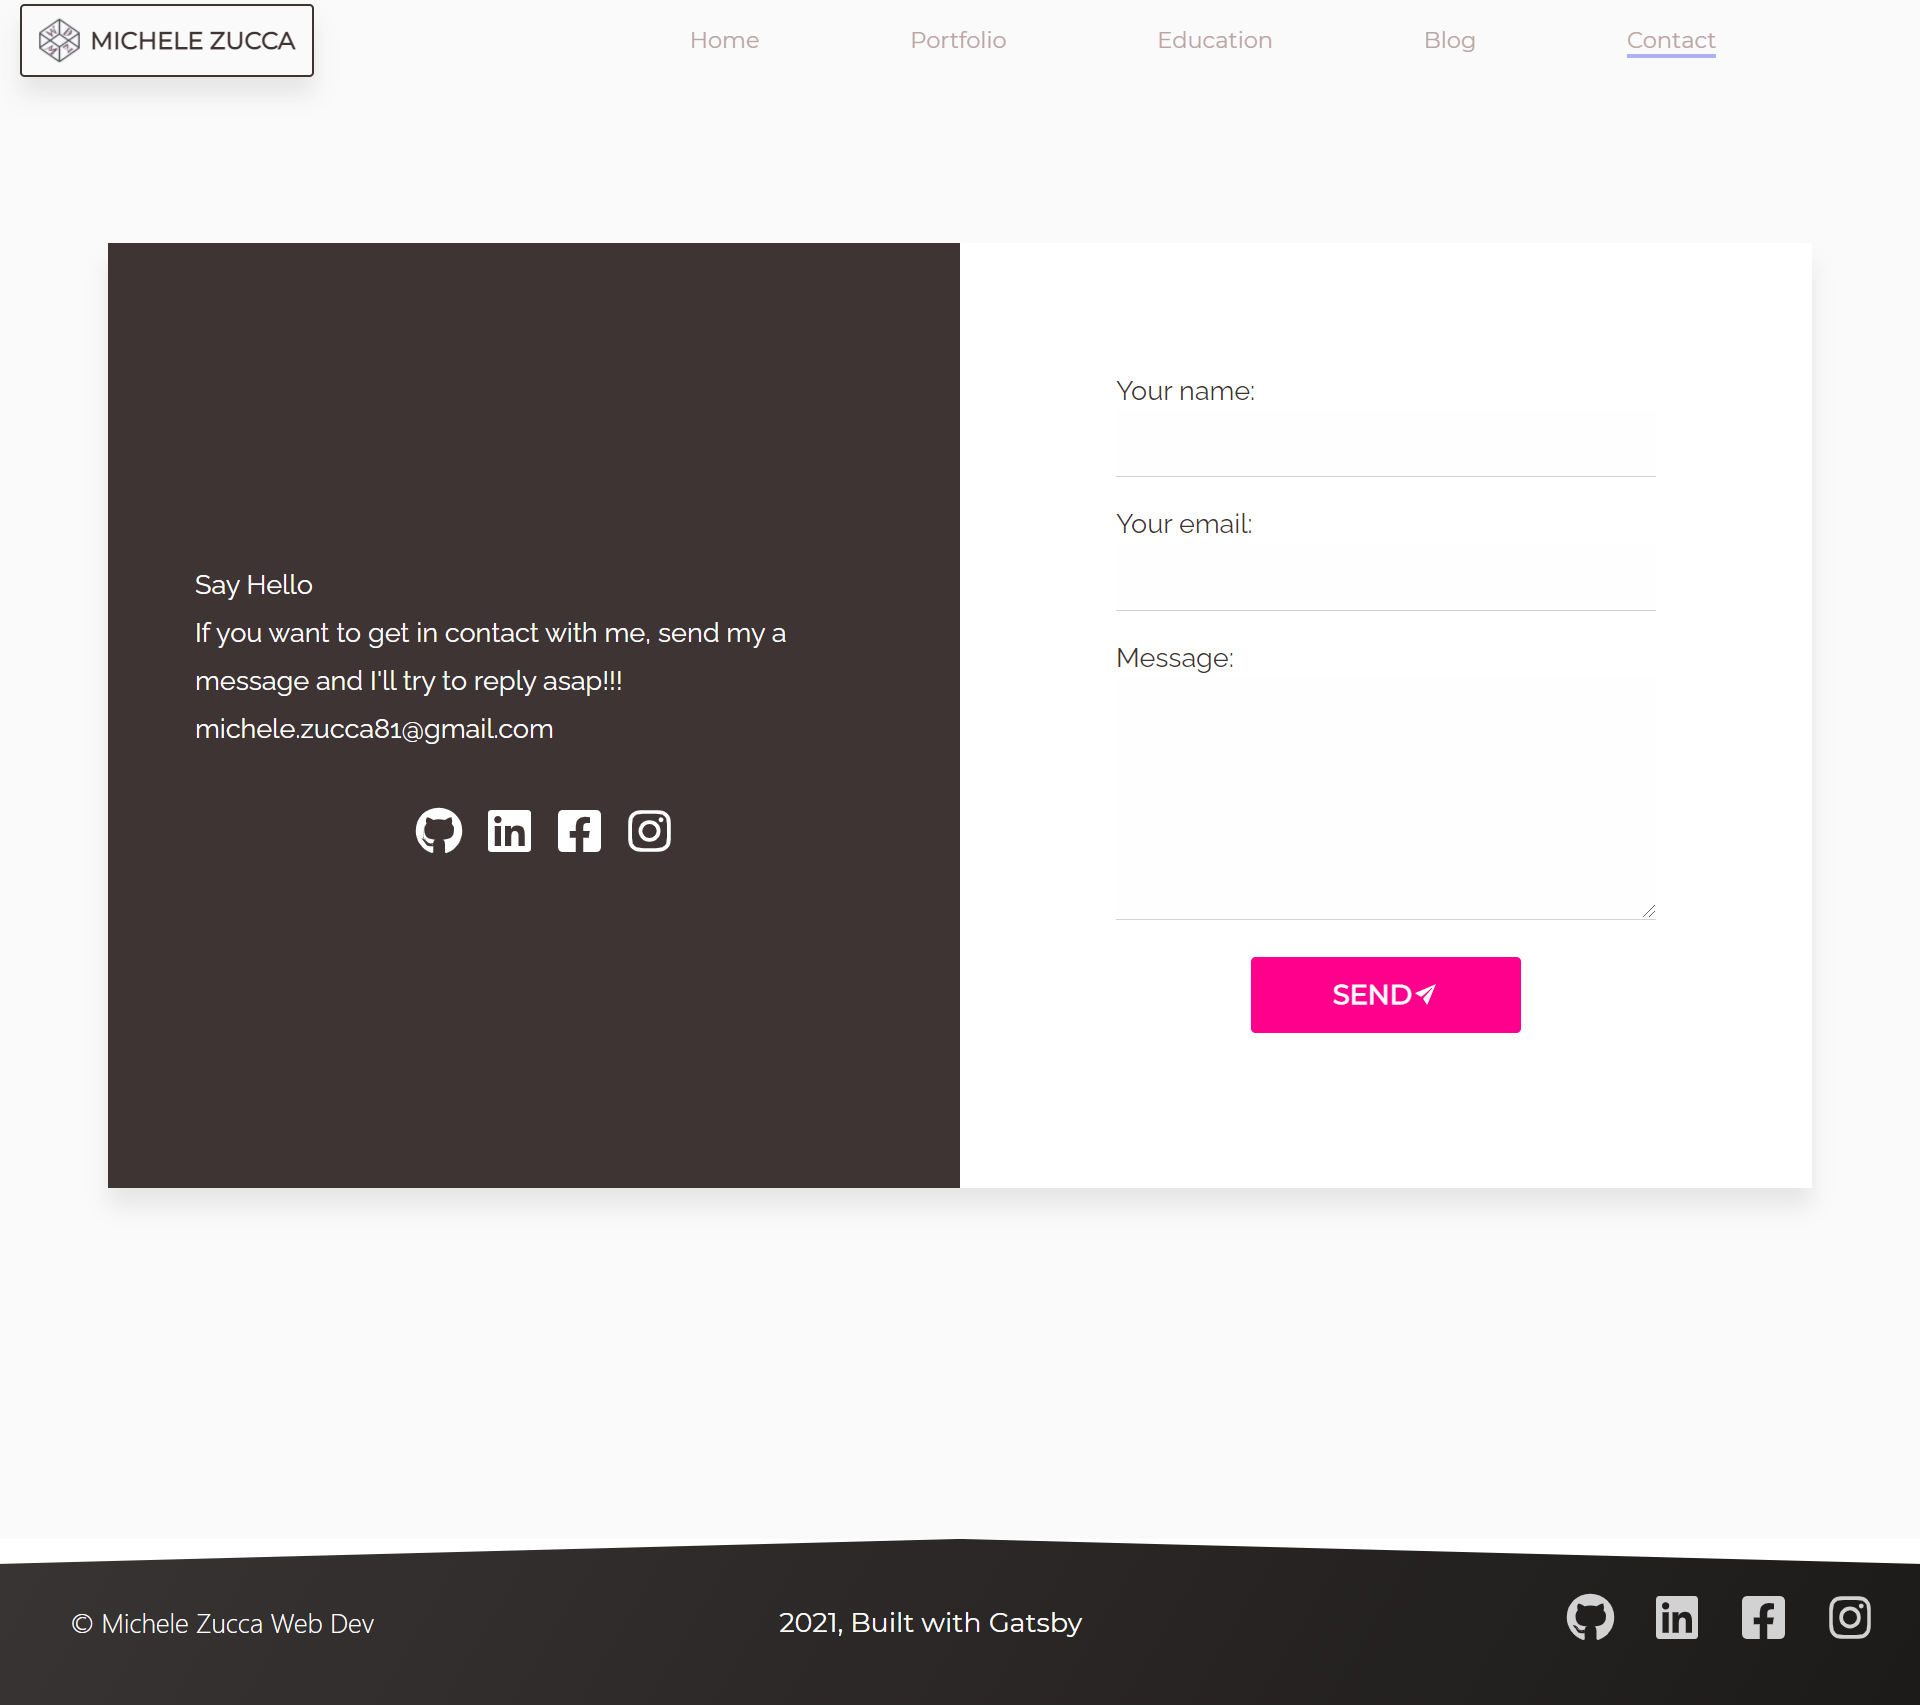 MICHELE ZUCCA
Home Portfolio Education Blog Contact
Say Hello
If you want to get in contact with me, send my a
message and I'll try to reply asap!!!
michele.zucca81@gmail.com
Your name:
Your email:
Message:
SEND
© Michele Zucca Web Dev
2021, Built with Gatsby